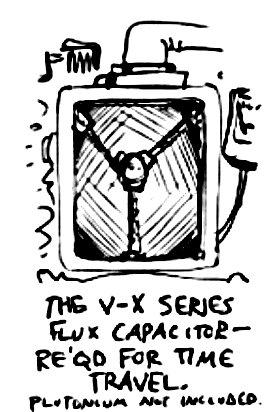 THE V-X SERIES
FLUX CAPACITOR—
RE'QD FOR TIME
TRAVEL.
PLUTONIUM NOT INCLUDED.